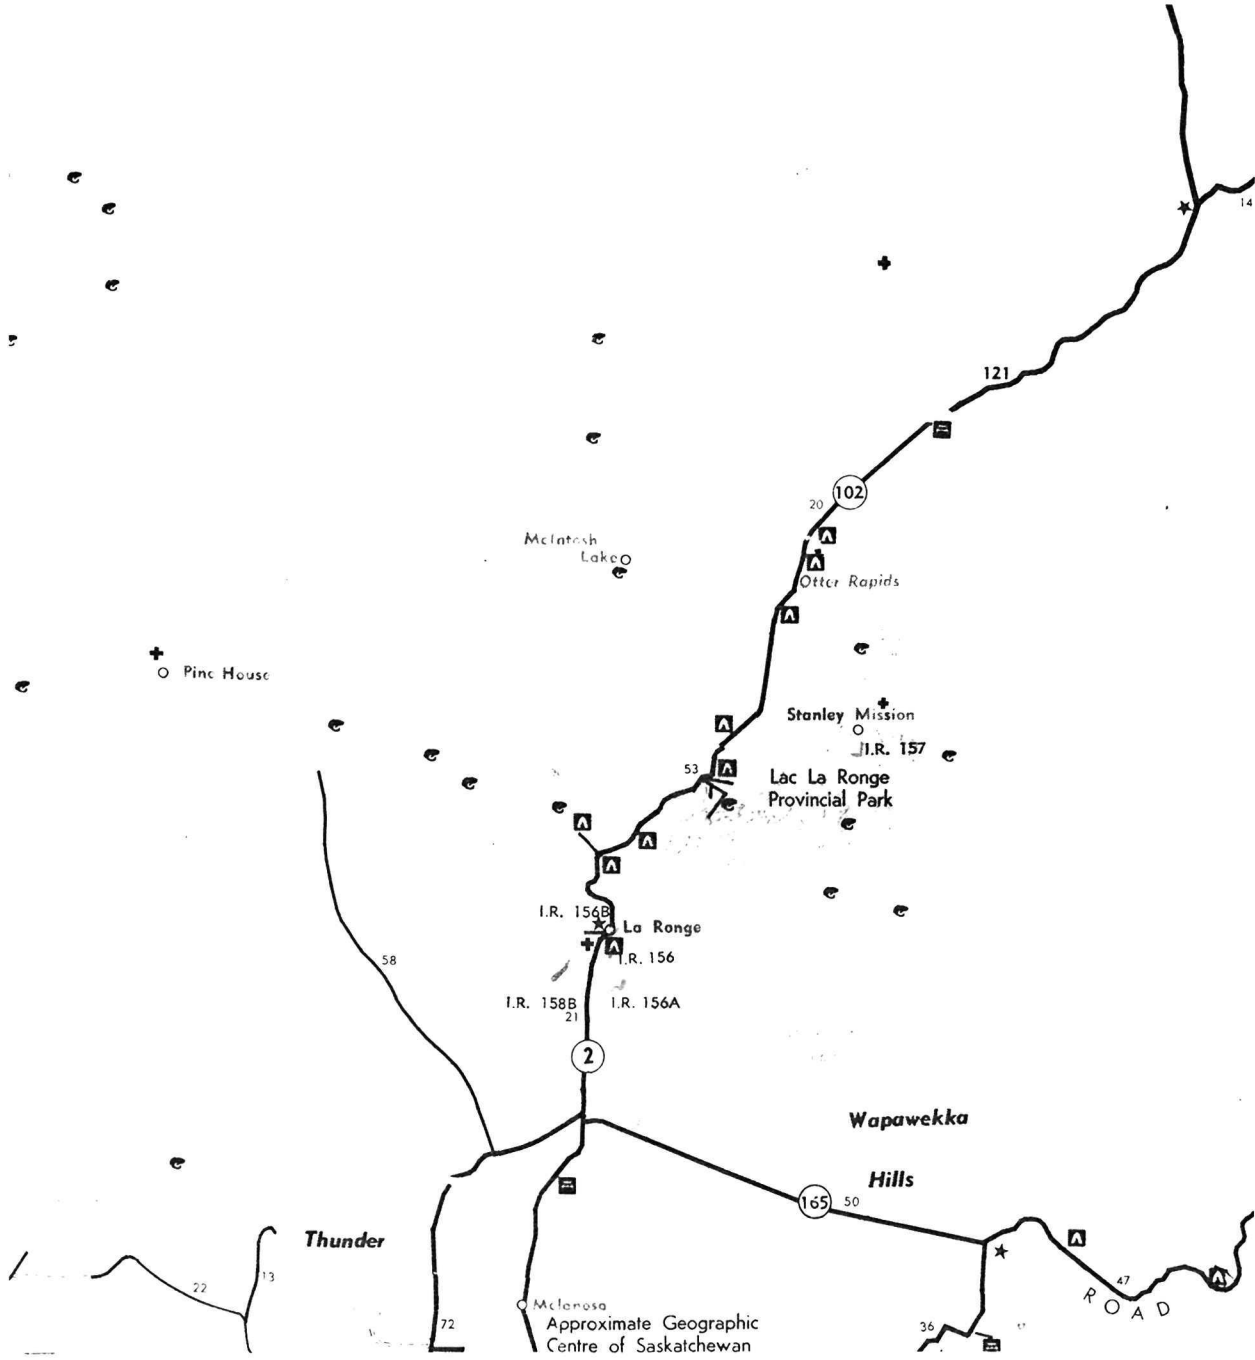 14
121
102
20
McIntosh
Lake
Otter Rapids
Pine House
Stanley Mission
I.R. 157
53
Lac La Ronge
Provincial Park
I.R. 156B
La Ronge
I.R. 156
58
I.R. 158B
I.R. 156A
21
2
Wapawekka
Hills
165
50
Thunder
13
22
47
ROAD
72
36
Molanosa
Approximate Geographic
Centre of Saskatchewan